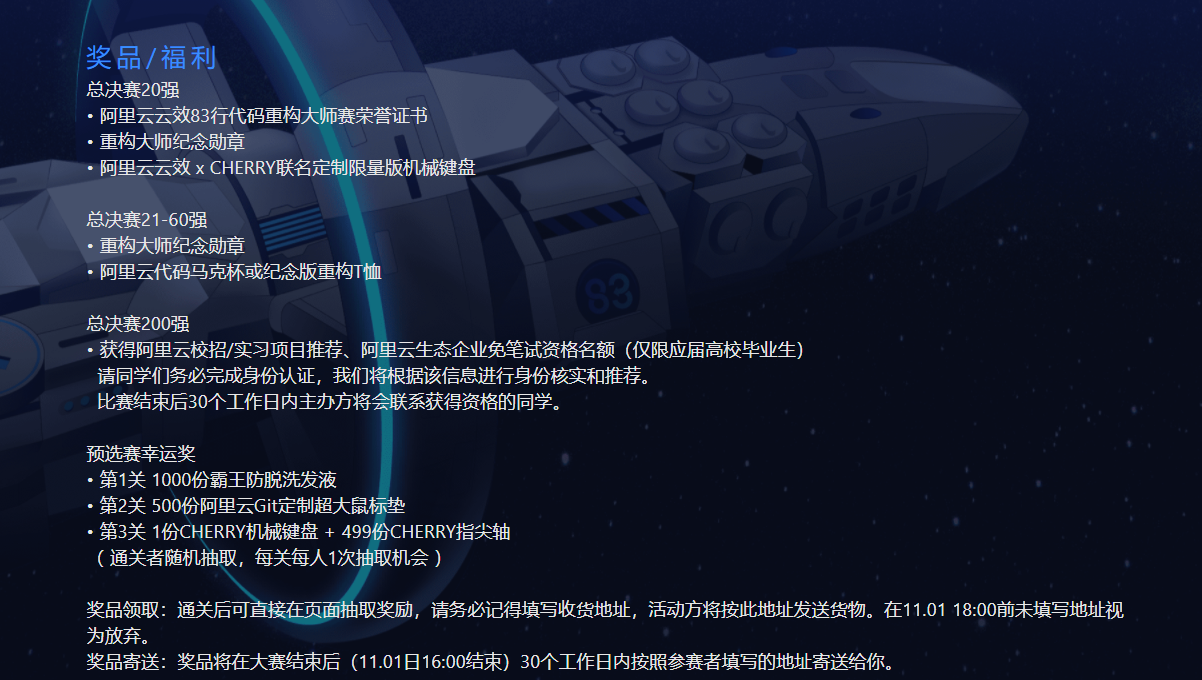 奖品/福利
总决赛20强
• 阿里云云效83行代码重构大师赛荣誉证书
• 重构大师纪念勋章
• 阿里云云效 x CHERRY联名定制限量版机械键盘
总决赛21-60强
• 重构大师纪念勋章
• 阿里云代码马克杯或纪念版重构T恤
83
总决赛200强
• 获得阿里云校招/实习项目推荐、阿里云生态企业免笔试资格名额（仅限应届高校毕业生）
请同学们务必完成身份认证，我们将根据该信息进行身份核实和推荐。
比赛结束后30个工作日内主办方将会联系获得资格的同学。
预选赛幸运奖
• 第1关 1000份霸王防脱洗发液
• 第2关 500份阿里云Git定制超大鼠标垫
• 第3关 1份CHERRY机械键盘 + 499份CHERRY指尖轴
（ 通关者随机抽取，每关每人1次抽取机会 ）
奖品领取：通关后可直接在页面抽取奖励，请务必记得填写收货地址，活动方将按此地址发送货物。在11.01 18:00前未填写地址视
为放弃。
奖品寄送：奖品将在大赛结束后（11.01日16:00结束）30个工作日内按照参赛者填写的地址寄送给你。